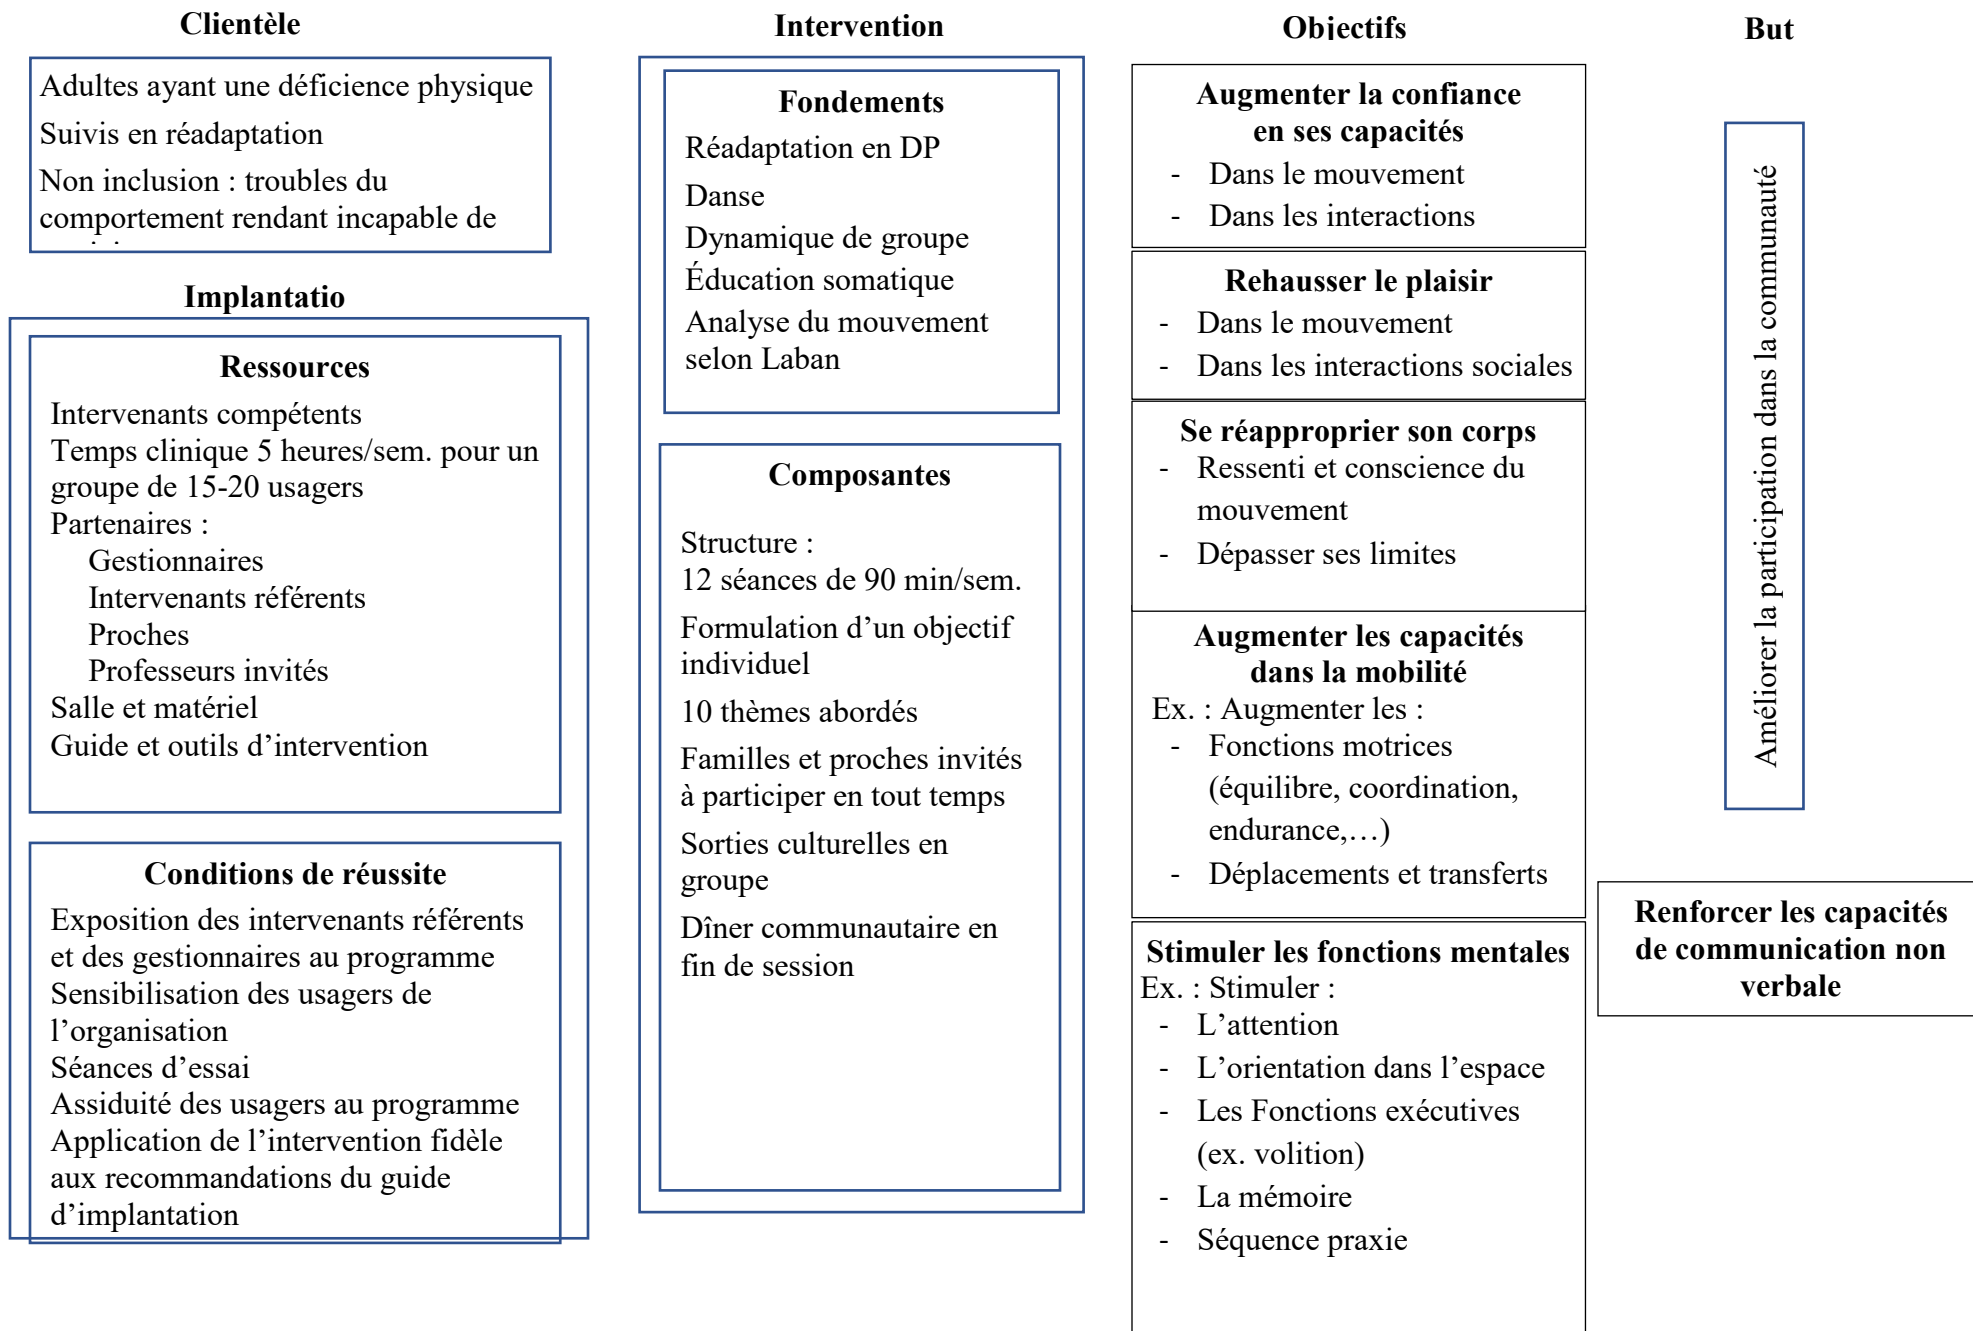 Clientèle
Adultes ayant une déficience physique
Suivis en réadaptation
Non inclusion : troubles du
comportement rendant incapable de
Implantatio
Ressources
Intervenants compétents
Temps clinique 5 heures/sem. pour un
groupe de 15-20 usagers
Partenaires :
Gestionnaires
Intervenants référents
Proches
Professeurs invités
Salle et matériel
Guide et outils d’intervention
Conditions de réussite
Exposition des intervenants référents
et des gestionnaires au programme
Sensibilisation des usagers de
l’organisation
Séances d’essai
Assiduité des usagers au programme
Application de l’intervention fidèle
aux recommandations du guide
d’implantation
Intervention
Fondements
Réadaptation en DP
Danse
Dynamique de groupe
Éducation somatique
Analyse du mouvement
selon Laban
Composantes
Structure :
12 séances de 90 min/sem.
Formulation d’un objectif
individuel
10 thèmes abordés
Familles et proches invités
à participer en tout temps
Sorties culturelles en
groupe
Dîner communautaire en
fin de session
Objectifs
Augmenter la confiance
en ses capacités
- Dans le mouvement
- Dans les interactions
Rehausser le plaisir
- Dans le mouvement
- Dans les interactions sociales
Se réapproprier son corps
- Ressenti et conscience du
mouvement
- Dépasser ses limites
Augmenter les capacités
dans la mobilité
Ex. : Augmenter les :
- Fonctions motrices
(équilibre, coordination,
endurance,…)
- Déplacements et transferts
Stimuler les fonctions mentales
Ex. : Stimuler :
- L’attention
- L’orientation dans l’espace
- Les Fonctions exécutives
(ex. volition)
- La mémoire
- Séquence praxie
But
Améliorer la participation dans la communauté
Renforcer les capacités
de communication non
verbale